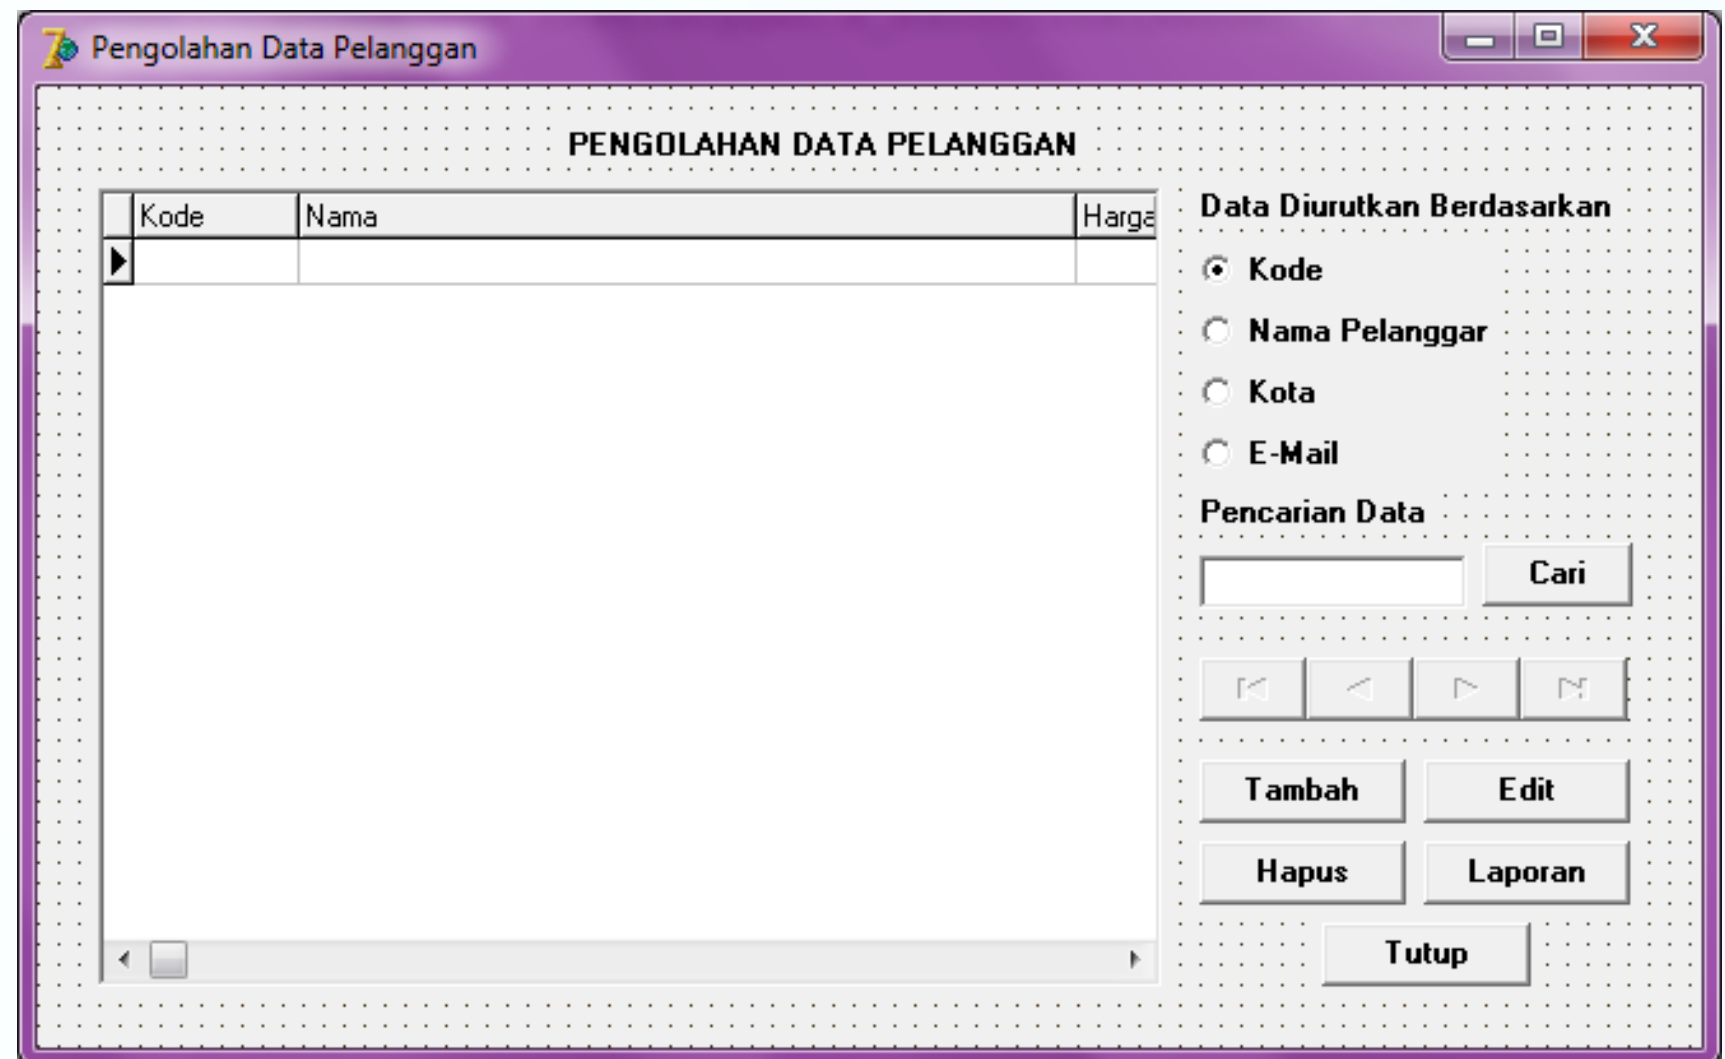 Pengolahan Data Pelanggan
PENGOLAHAN DATA PELANGGAN
Kode Nama Harga
Data Diurutkan Berdasarkan
Kode
Nama Pelanggar
Kota
E-Mail
Pencarian Data
Cari
Tambah Edit
Hapus Laporan
Tutup